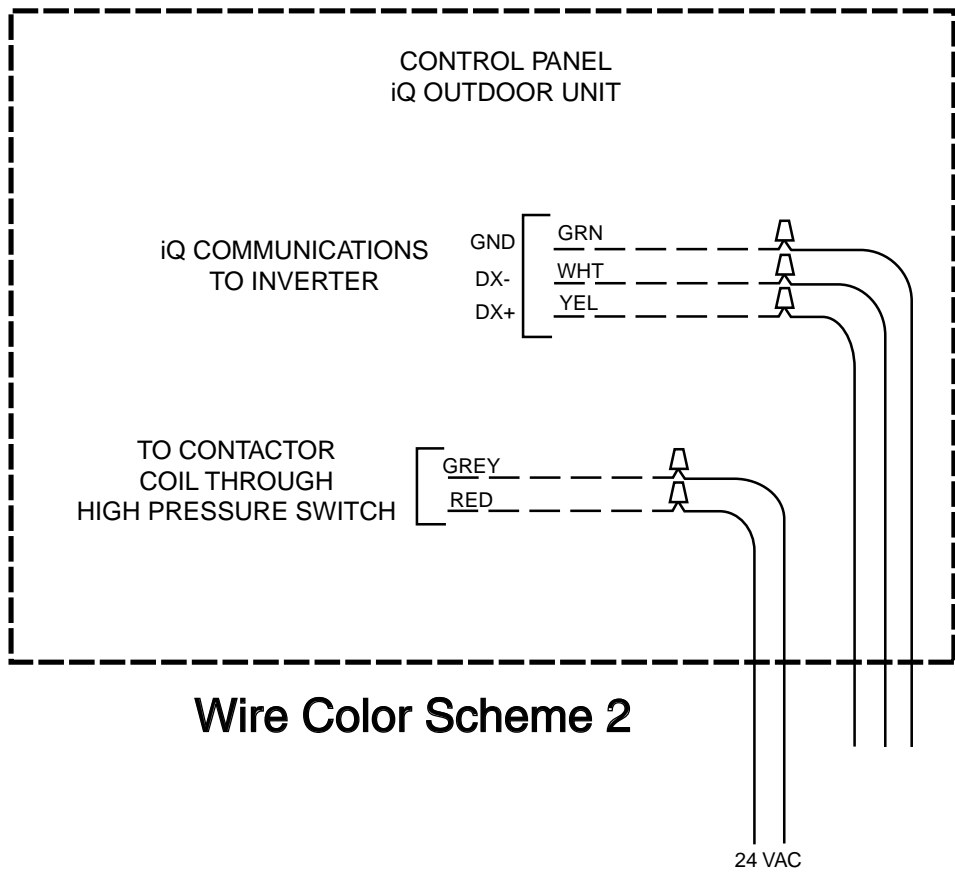 CONTROL PANEL
iQ OUTDOOR UNIT
iQ COMMUNICATIONS
TO INVERTER
GND
GRN
DX-
WHT
DX+
YEL
TO CONTACTOR
COIL THROUGH
HIGH PRESSURE SWITCH
GREY
RED
Wire Color Scheme 2
24 VAC